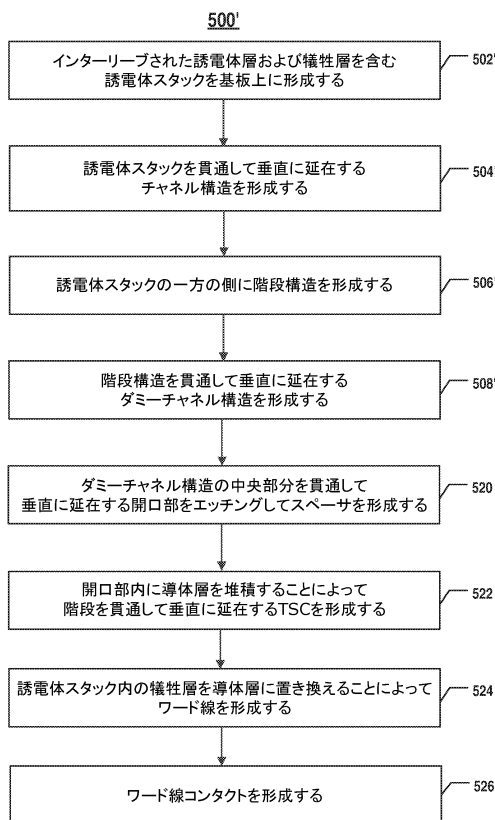 500'
インターリーブされた誘電体層および犠牲層を含む
誘電体スタックを基板上に形成する
502'
誘電体スタックを貫通して垂直に延在する
チャネル構造を形成する
504'
誘電体スタックの一方の側に階段構造を形成する
506'
階段構造を貫通して垂直に延在する
ダミーチャネル構造を形成する
508'
ダミーチャネル構造の中央部分を貫通して
垂直に延在する開口部をエッチングしてスペーサを形成する
520
開口部内に導体層を堆積することによって
階段を貫通して垂直に延在するTSCを形成する
522
誘電体スタック内の犠牲層を導体層に置き換えることによって
ワード線を形成する
524
ワード線コンタクトを形成する
526